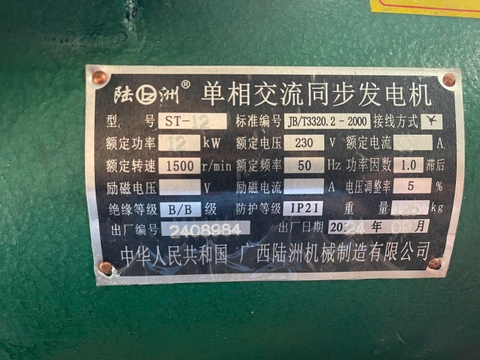 陆洲® 单相交流同步发电机
型号 ST-12 标准编号 JB/T3320.2-2000 接线方式 ¥
额定功率 12 kW 额定电压 230 V 额定电流 A
额定转速 1500 r/min 额定频率 50 Hz 功率因数 1.0 滞后
励磁电压 V 励磁电流 A 电压调整率 5 %
绝缘等级 B/B 级 防护等级 IP21 重量 kg
出厂编号 2408984 出厂日期 2024年 月
中华人民共和国 广西陆洲机械制造有限公司